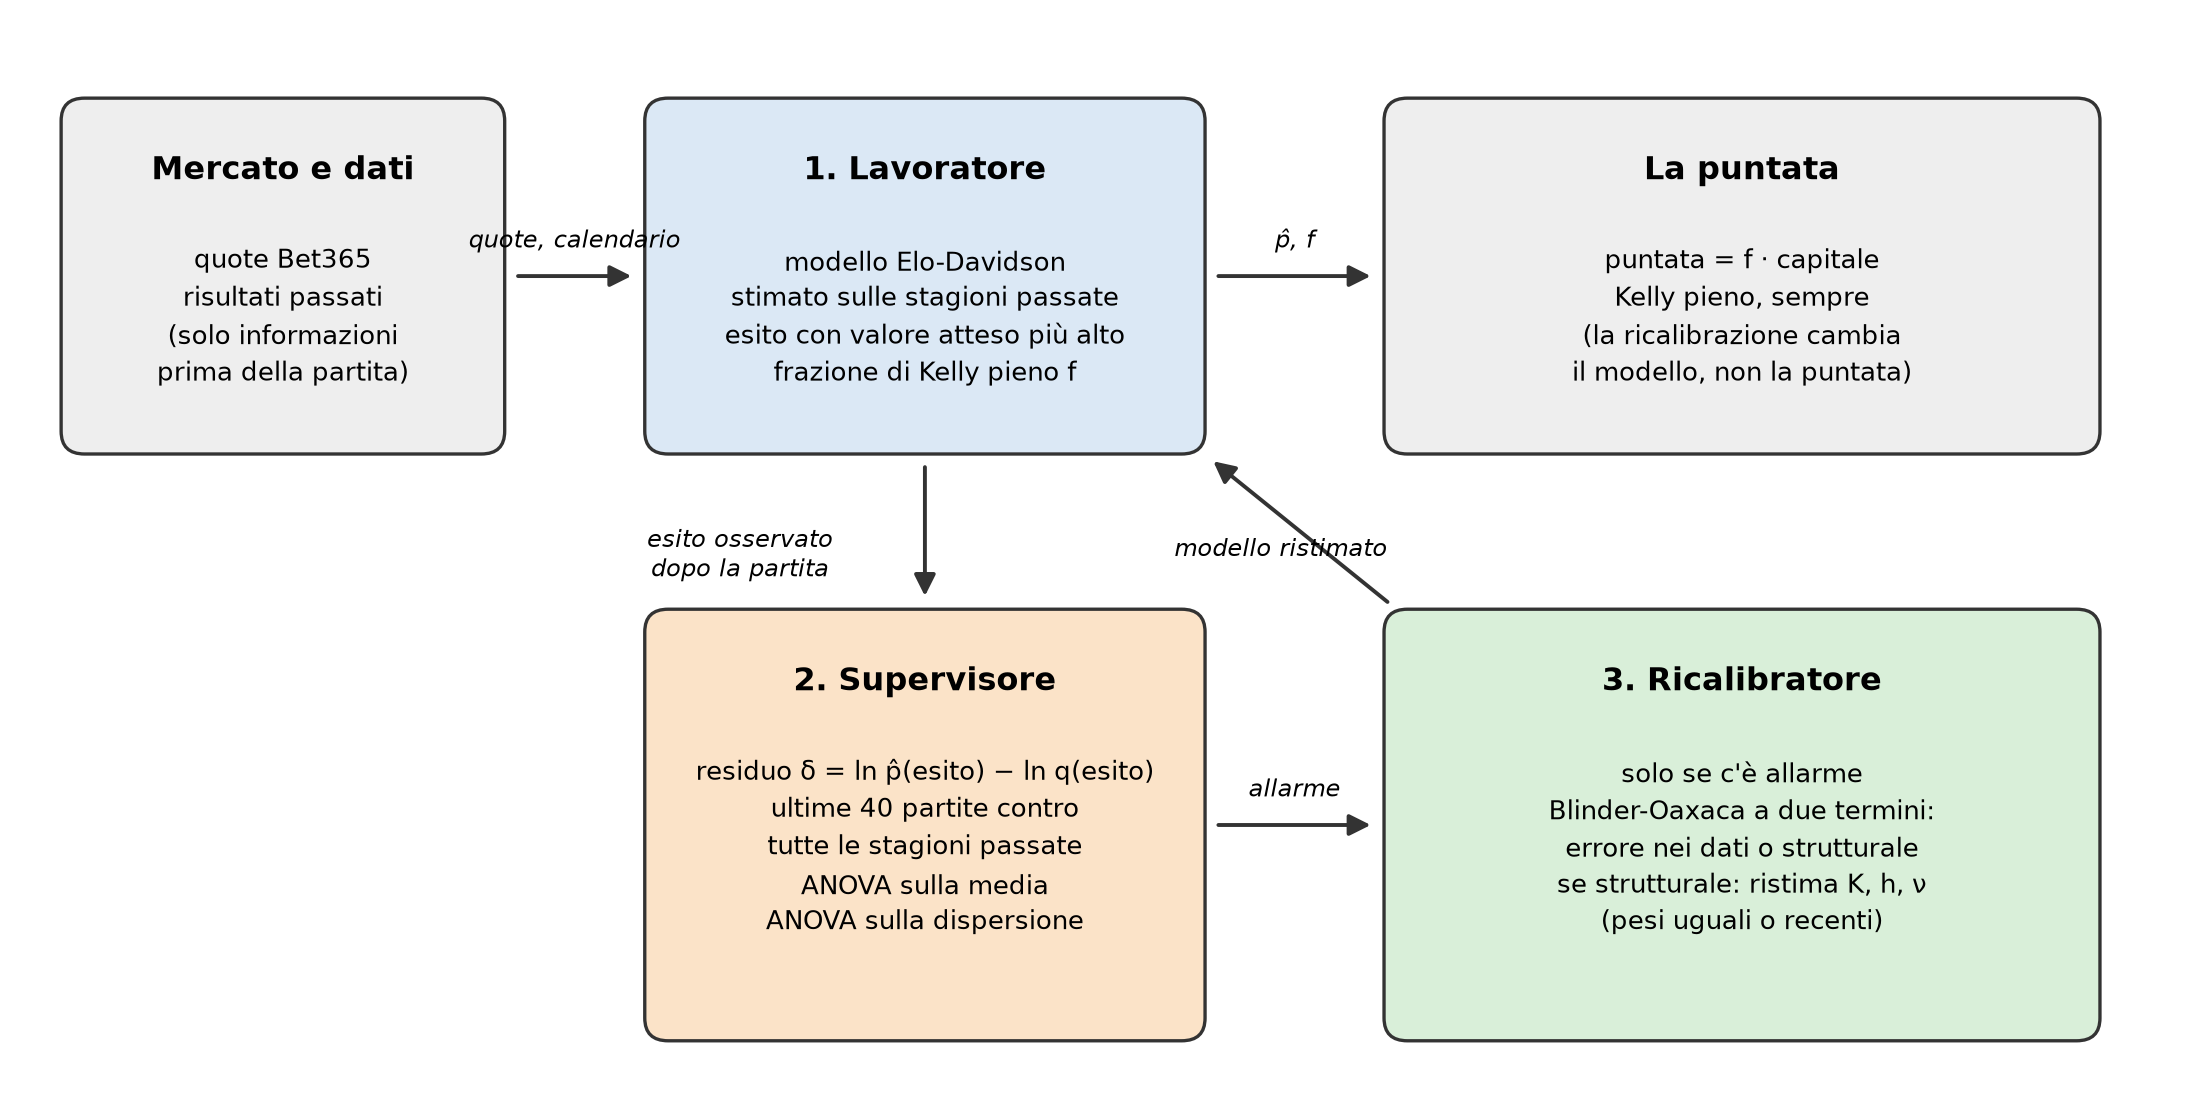 Mercato e dati
quote Bet365
risultati passati
(solo informazioni
prima della partita)
quote, calendario
1. Lavoratore
modello Elo-Davidson
stimato sulle stagioni passate
esito con valore atteso più alto
frazione di Kelly pieno f
p̂, f
La puntata
puntata = f · capitale
Kelly pieno, sempre
(la ricalibrazione cambia
il modello, non la puntata)
esito osservato
dopo la partita
modello ristimato
2. Supervisore
residuo δ = ln p̂(esito) − ln q(esito)
ultime 40 partite contro
tutte le stagioni passate
ANOVA sulla media
ANOVA sulla dispersione
allarme
3. Ricalibratore
solo se c'è allarme
Blinder-Oaxaca a due termini:
errore nei dati o strutturale
se strutturale: ristima K, h, ν
(pesi uguali o recenti)